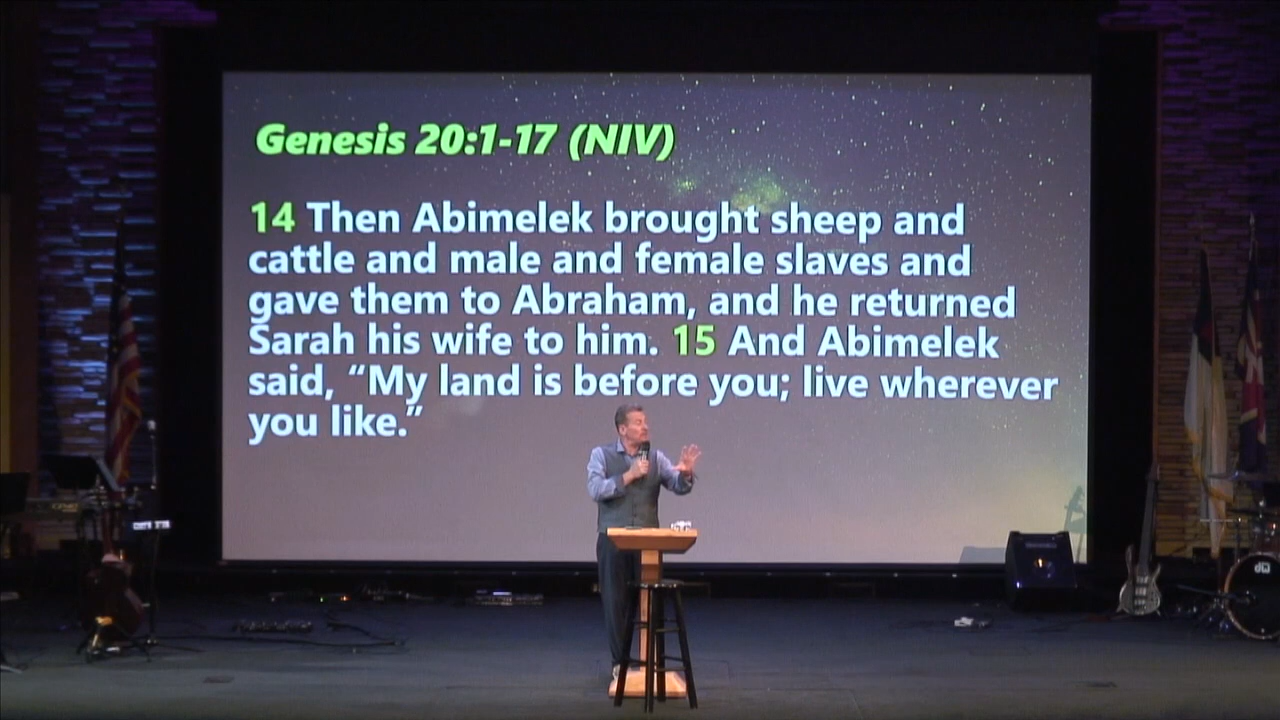 Genesis 20:1-17 (NIV)
14 Then Abimelek brought sheep and
cattle and male and female slaves and
gave them to Abraham, and he returned
Sarah his wife to him. 15 And Abimelek
said, “My land is before you; live wherever
you like.”
dw